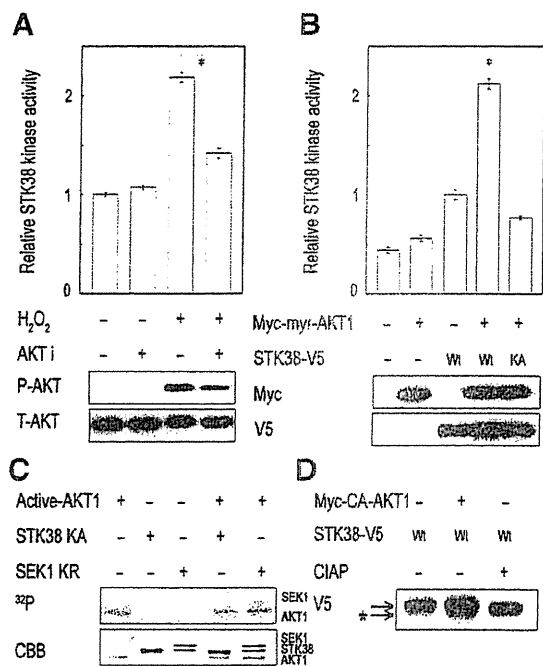 A
Relative STK38 kinase activity
2
1
0
*
H₂O₂ - - + +
AKT i - + - +
P-AKT
T-AKT
B
Relative STK38 kinase activity
2
1
0
*
Myc-myr-AKT1 - + - + +
STK38-V5 - - Wt Wt KA
Myc
V5
C
Active-AKT1 + - - + +
STK38 KA - + - + -
SEK1 KR - - + - +
³²P
SEK1
AKT1
CBB
SEK1
STK38
AKT1
D
Myc-CA-AKT1 - + -
STK38-V5 Wt Wt Wt
CIAP - - +
V5
*